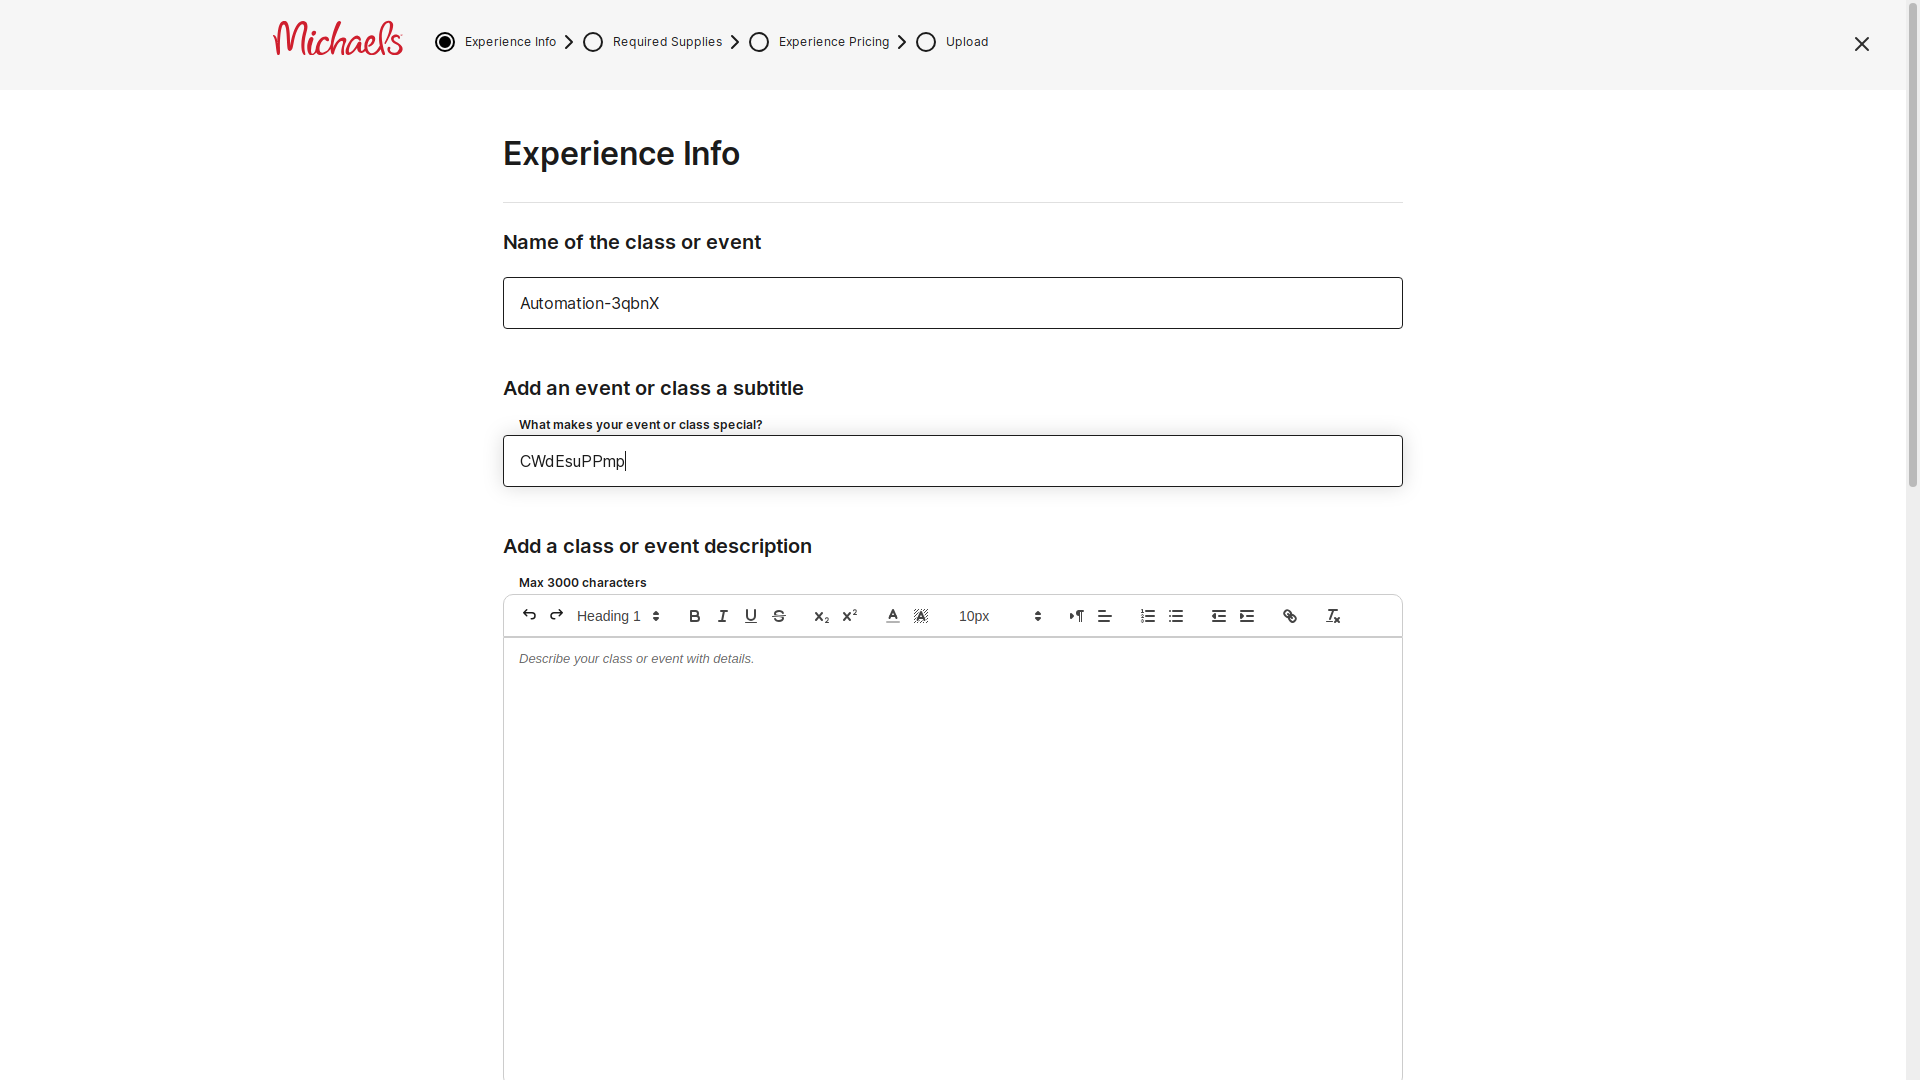 Michaels
Experience Info
Required Supplies
Experience Pricing
Upload
Experience Info
Name of the class or event
Automation-3qbnX
Add an event or class a subtitle
What makes your event or class special?
CWdEsuPPmp
Add a class or event description
Max 3000 characters
Heading 1
10px
Describe your class or event with details.